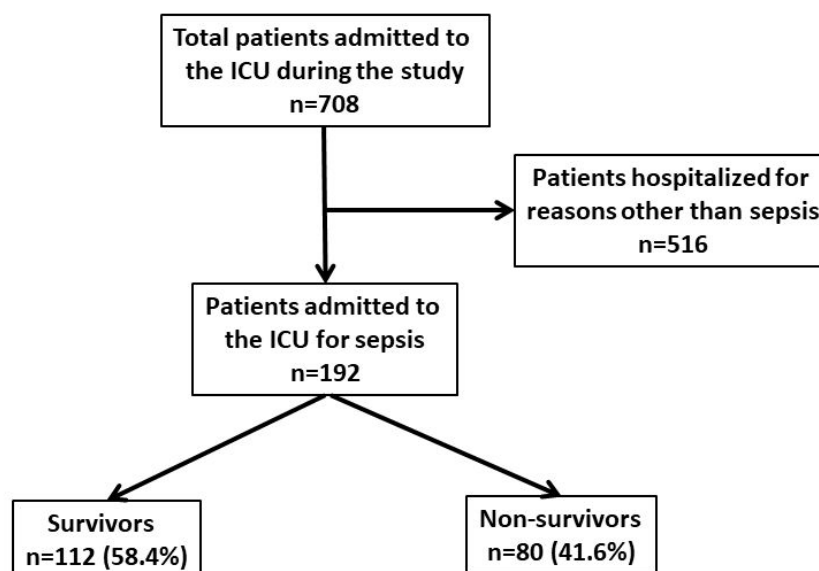 Total patients admitted to
the ICU during the study
n=708
Patients hospitalized for
reasons other than sepsis
n=516
Patients admitted to
the ICU for sepsis
n=192
Survivors
n=112 (58.4%)
Non-survivors
n=80 (41.6%)